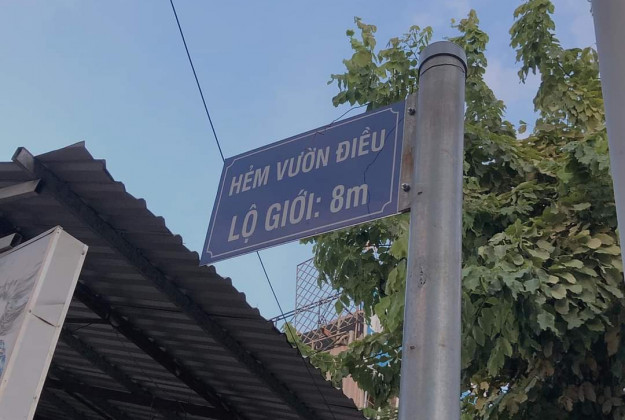 HẺM VƯỜN ĐIỀU
LỘ GIỚI: 8m